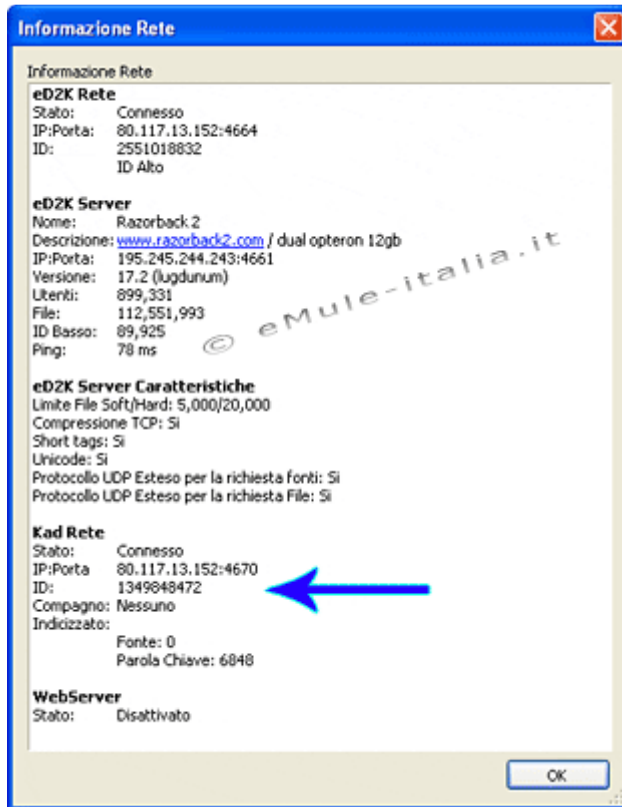 Informazione Rete
Informazione Rete
eD2K Rete
Stato: Connesso
IP:Porta: 80.117.13.152:4664
ID: 2551018832
ID Alto
eD2K Server
Nome: Razorback 2
Descrizione: www.razorback2.com / dual opteron 12gb
IP:Porta: 195.245.244.243:4661
Versione: 17.2 (lugdunum)
Utenti: 899,331
File: 112,551,993
ID Basso: 89,925
Ping: 78 ms
© eMule-italia.it
eD2K Server Caratteristiche
Limite File Soft/Hard: 5,000/20,000
Compressione TCP: Si
Short tags: Si
Unicode: Si
Protocollo UDP Esteso per la richiesta fonti: Si
Protocollo UDP Esteso per la richiesta File: Si
Kad Rete
Stato: Connesso
IP:Porta 80.117.13.152:4670
ID: 1349848472
Compagno: Nessuno
Indicizzato:
Fonte: 0
Parola Chiave: 6848
WebServer
Stato: Disattivato
OK